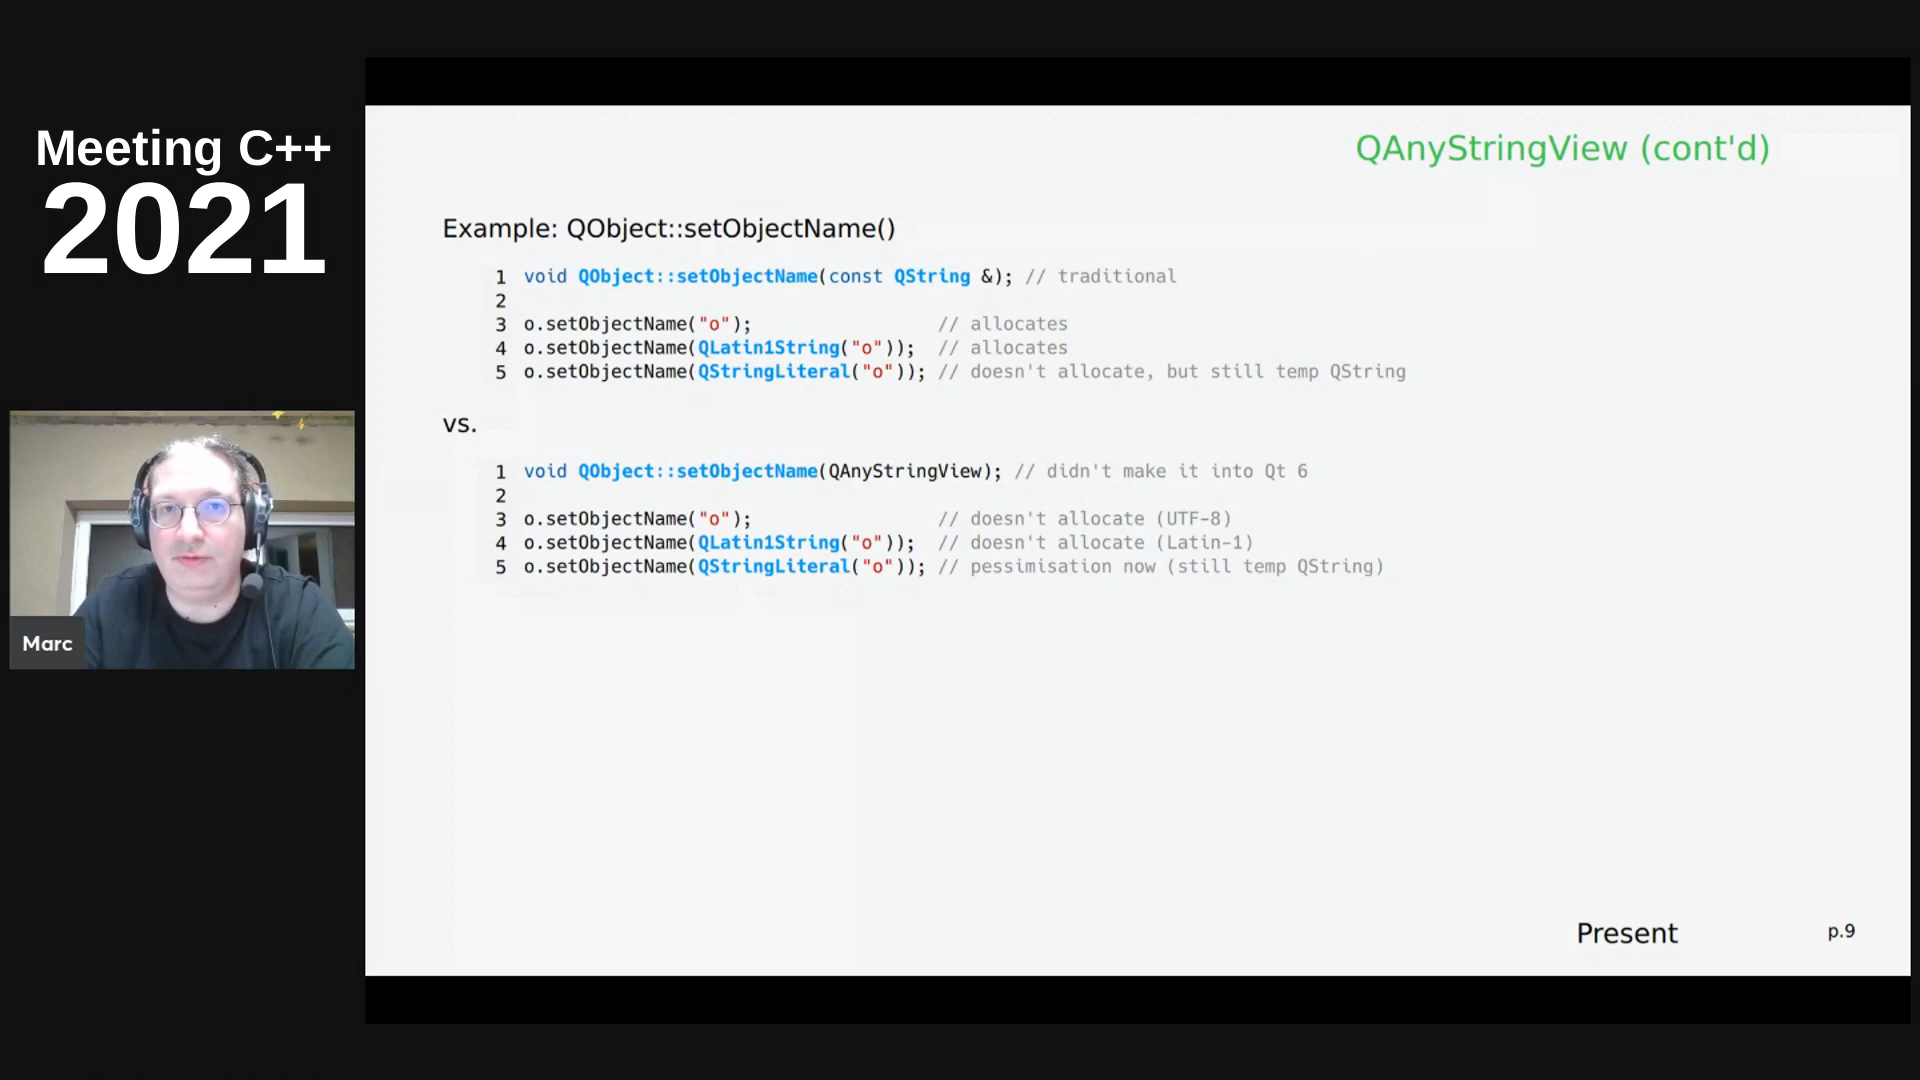 Meeting C++
2021
Marc
QAnyStringView (cont'd)
Example: QObject::setObjectName()
1 void QObject::setObjectName(const QString &); // traditional
2
3 o.setObjectName("o"); // allocates
4 o.setObjectName(QLatin1String("o")); // allocates
5 o.setObjectName(QStringLiteral("o")); // doesn't allocate, but still temp QString
vs.
1 void QObject::setObjectName(QAnyStringView); // didn't make it into Qt 6
2
3 o.setObjectName("o"); // doesn't allocate (UTF-8)
4 o.setObjectName(QLatin1String("o")); // doesn't allocate (Latin-1)
5 o.setObjectName(QStringLiteral("o")); // pessimisation now (still temp QString)
Present p.9